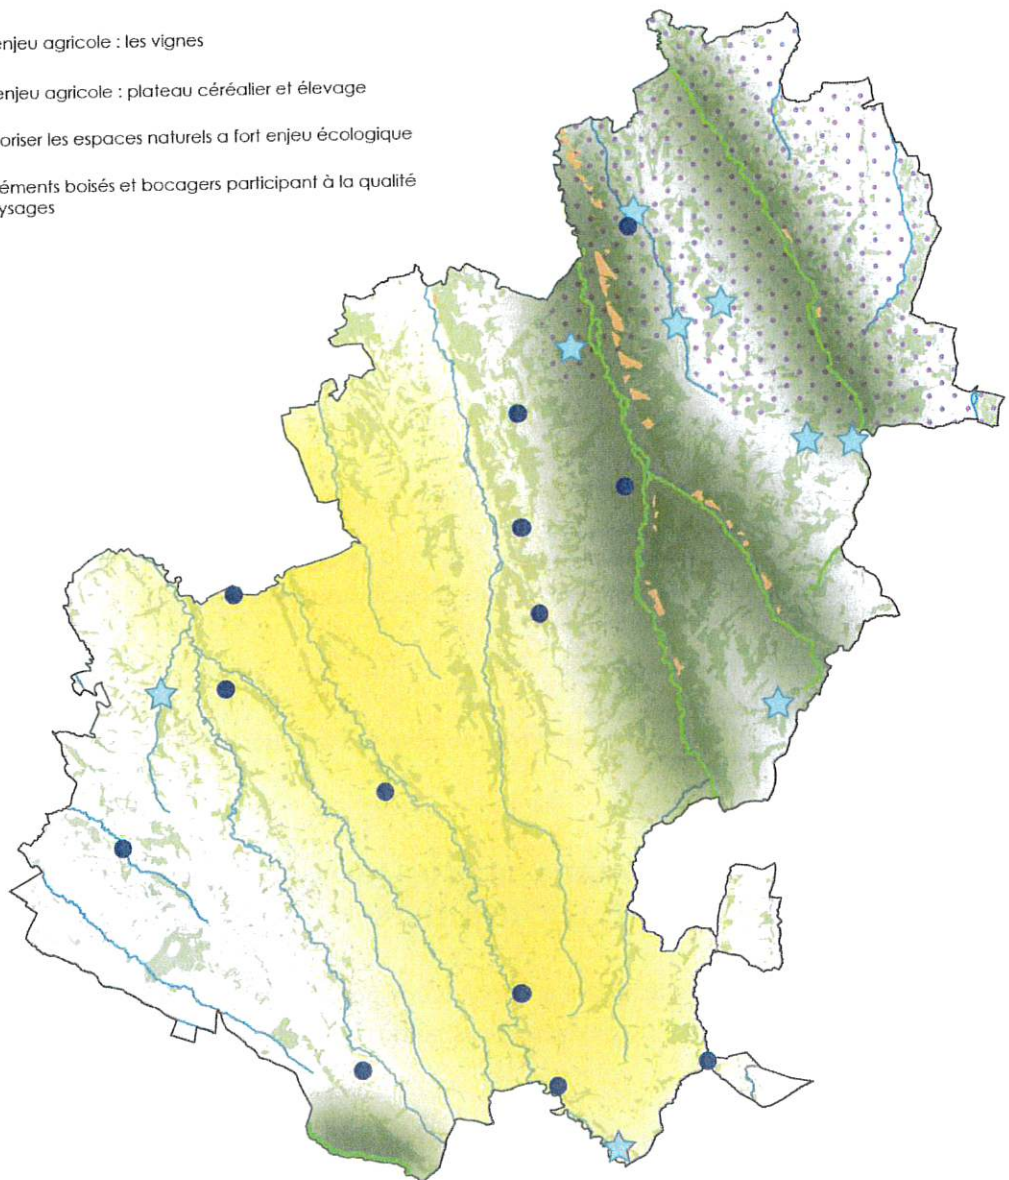 enjeu agricole : les vignes
enjeu agricole : plateau céréalier et élevage
oriser les espaces naturels a fort enjeu écologique
éments boisés et bocagers participant à la qualité
ysages